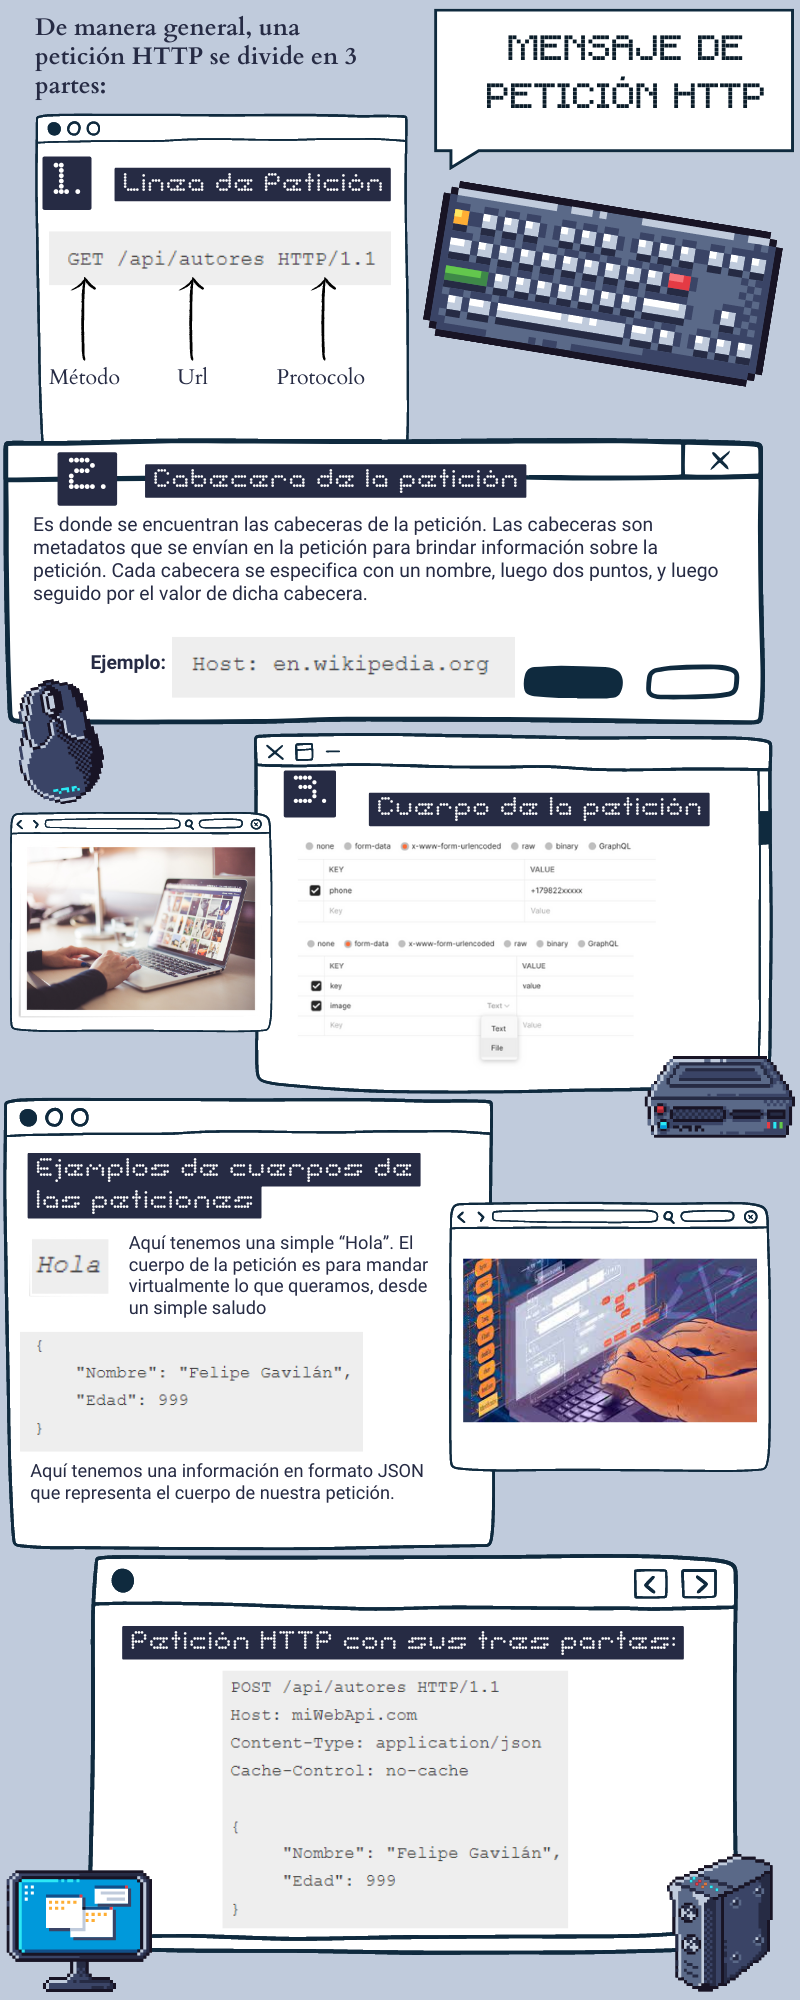 De manera general, una
petición HTTP se divide en 3
partes:
MENSAJE DE
PETICIÓN HTTP
1.
Linea de Petición
GET /api/autores HTTP/1.1
Método
Url
Protocolo
2.
Cabecera de la petición
Es donde se encuentran las cabeceras de la petición. Las cabeceras son
metadatos que se envían en la petición para brindar información sobre la
petición. Cada cabecera se especifica con un nombre, luego dos puntos, y luego
seguido por el valor de dicha cabecera.
Ejemplo:
Host: en.wikipedia.org
3.
Cuerpo de la petición
none form-data x-www-form-urlencoded raw binary GraphQL
KEY VALUE
phone +179822xxxxx
Key Value
none form-data x-www-form-urlencoded raw binary GraphQL
KEY VALUE
key value
image Text
Key Value
Text
File
Ejemplos de cuerpos de
las peticiones
Hola
Aquí tenemos una simple “Hola”. El
cuerpo de la petición es para mandar
virtualmente lo que queramos, desde
un simple saludo
{
"Nombre": "Felipe Gavilán",
"Edad": 999
}
Aquí tenemos una información en formato JSON
que representa el cuerpo de nuestra petición.
Petición HTTP con sus tres partes:
POST /api/autores HTTP/1.1
Host: miWebApi.com
Content-Type: application/json
Cache-Control: no-cache
{
"Nombre": "Felipe Gavilán",
"Edad": 999
}